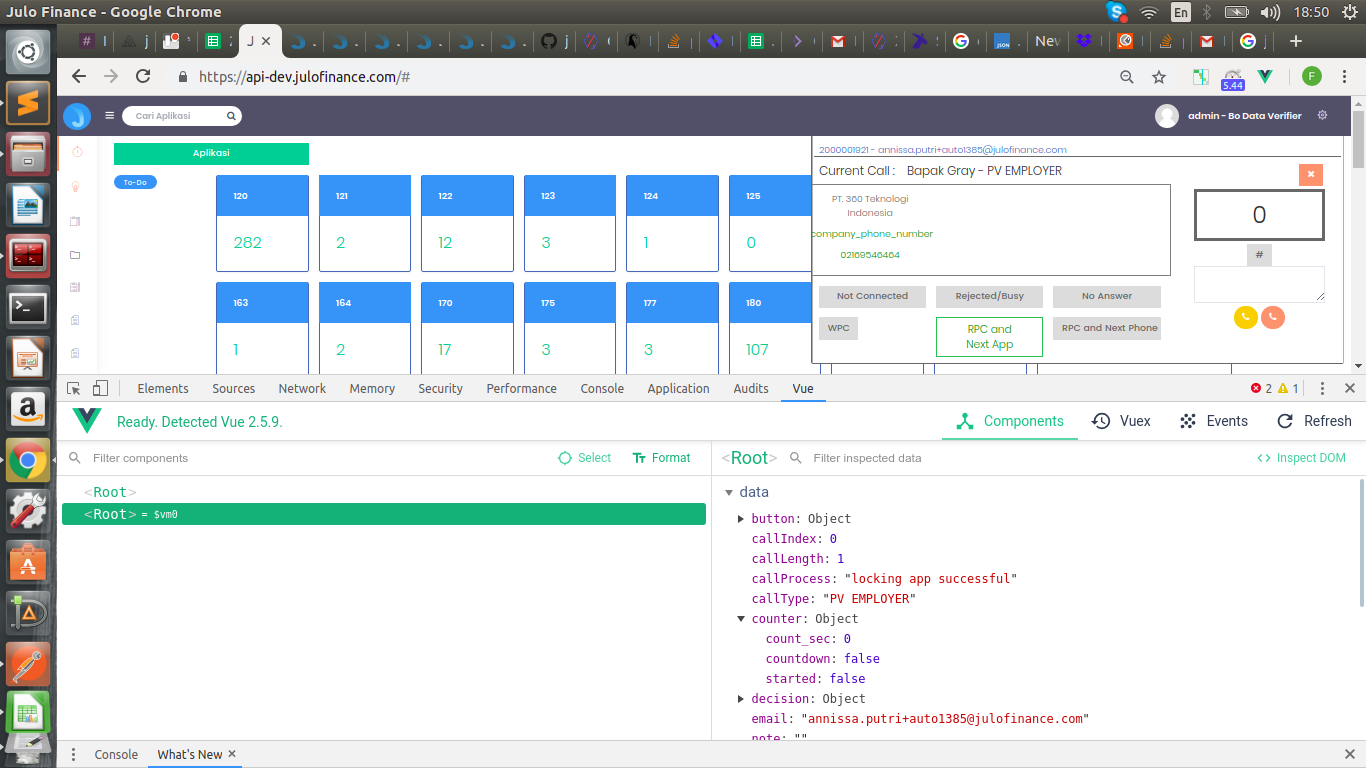 Julo Finance - Google Chrome
En
18:50
https://api-dev.julofinance.com/#
5.44
F
Cari Aplikasi
admin - Bo Data Verifier
Aplikasi
To-Do
120 121 122 123 124 125
282 2 12 3 1 0
163 164 170 175 177 180
1 2 17 3 3 107
2000001921 - annissa.putri+auto1385@julofinance.com
Current Call : Bapak Gray - PV EMPLOYER
PT. 360 Teknologi
Indonesia
company_phone_number
02169546464
0
#
Not Connected Rejected/Busy No Answer
WPC RPC and
Next App
RPC and Next Phone
Elements Sources Network Memory Security Performance Console Application Audits Vue 2 1
Ready. Detected Vue 2.5.9.
Components Vuex Events Refresh
Filter components Select Format
<Root> Filter inspected data Inspect DOM
<Root>
<Root> = $vm0
data
button: Object
callIndex: 0
callLength: 1
callProcess: "locking app successful"
callType: "PV EMPLOYER"
counter: Object
count_sec: 0
countdown: false
started: false
decision: Object
email: "annissa.putri+auto1385@julofinance.com"
note: ""
Console What's New